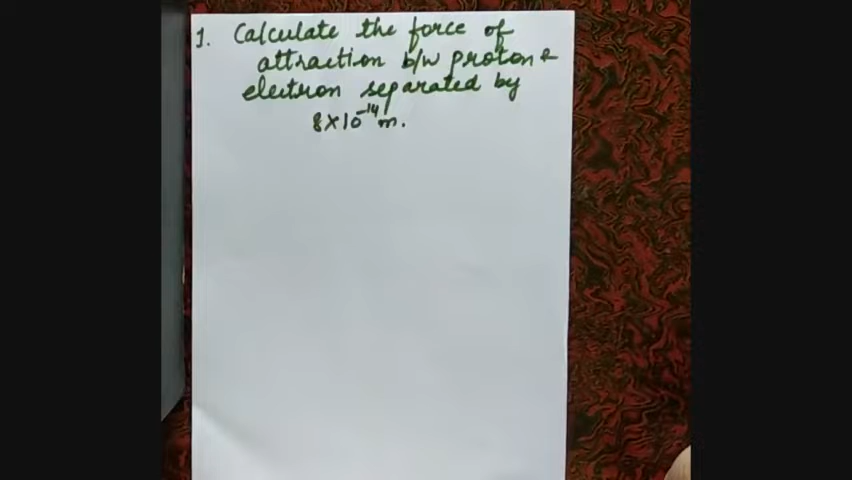 1. Calculate the force of
attraction b/w proton &
electron separated by
8×10⁻¹⁴ m.